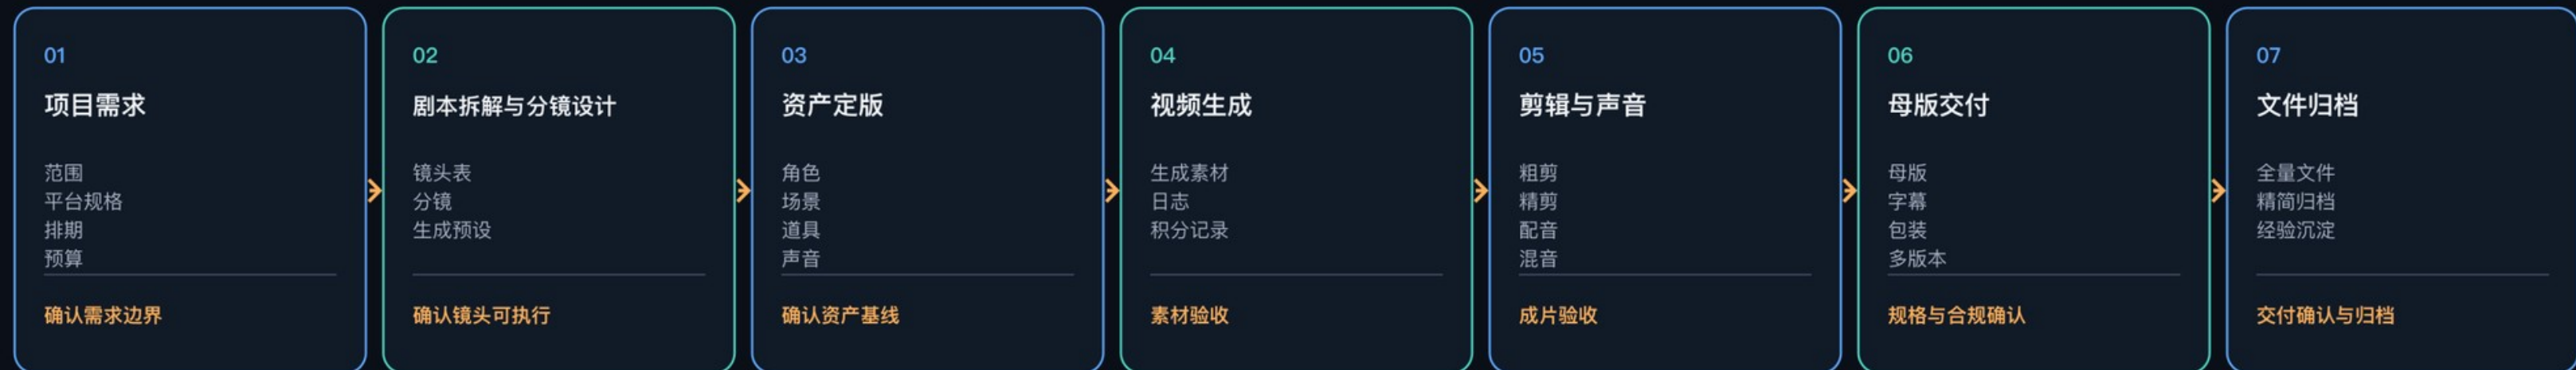 01
项目需求
范围
平台规格
排期
预算
确认需求边界
02
剧本拆解与分镜设计
镜头表
分镜
生成预设
确认镜头可执行
03
资产定版
角色
场景
道具
声音
确认资产基线
04
视频生成
生成素材
日志
积分记录
素材验收
05
剪辑与声音
粗剪
精剪
配音
混音
成片验收
06
母版交付
母版
字幕
包装
多版本
规格与合规确认
07
文件归档
全量文件
精简归档
经验沉淀
交付确认与归档